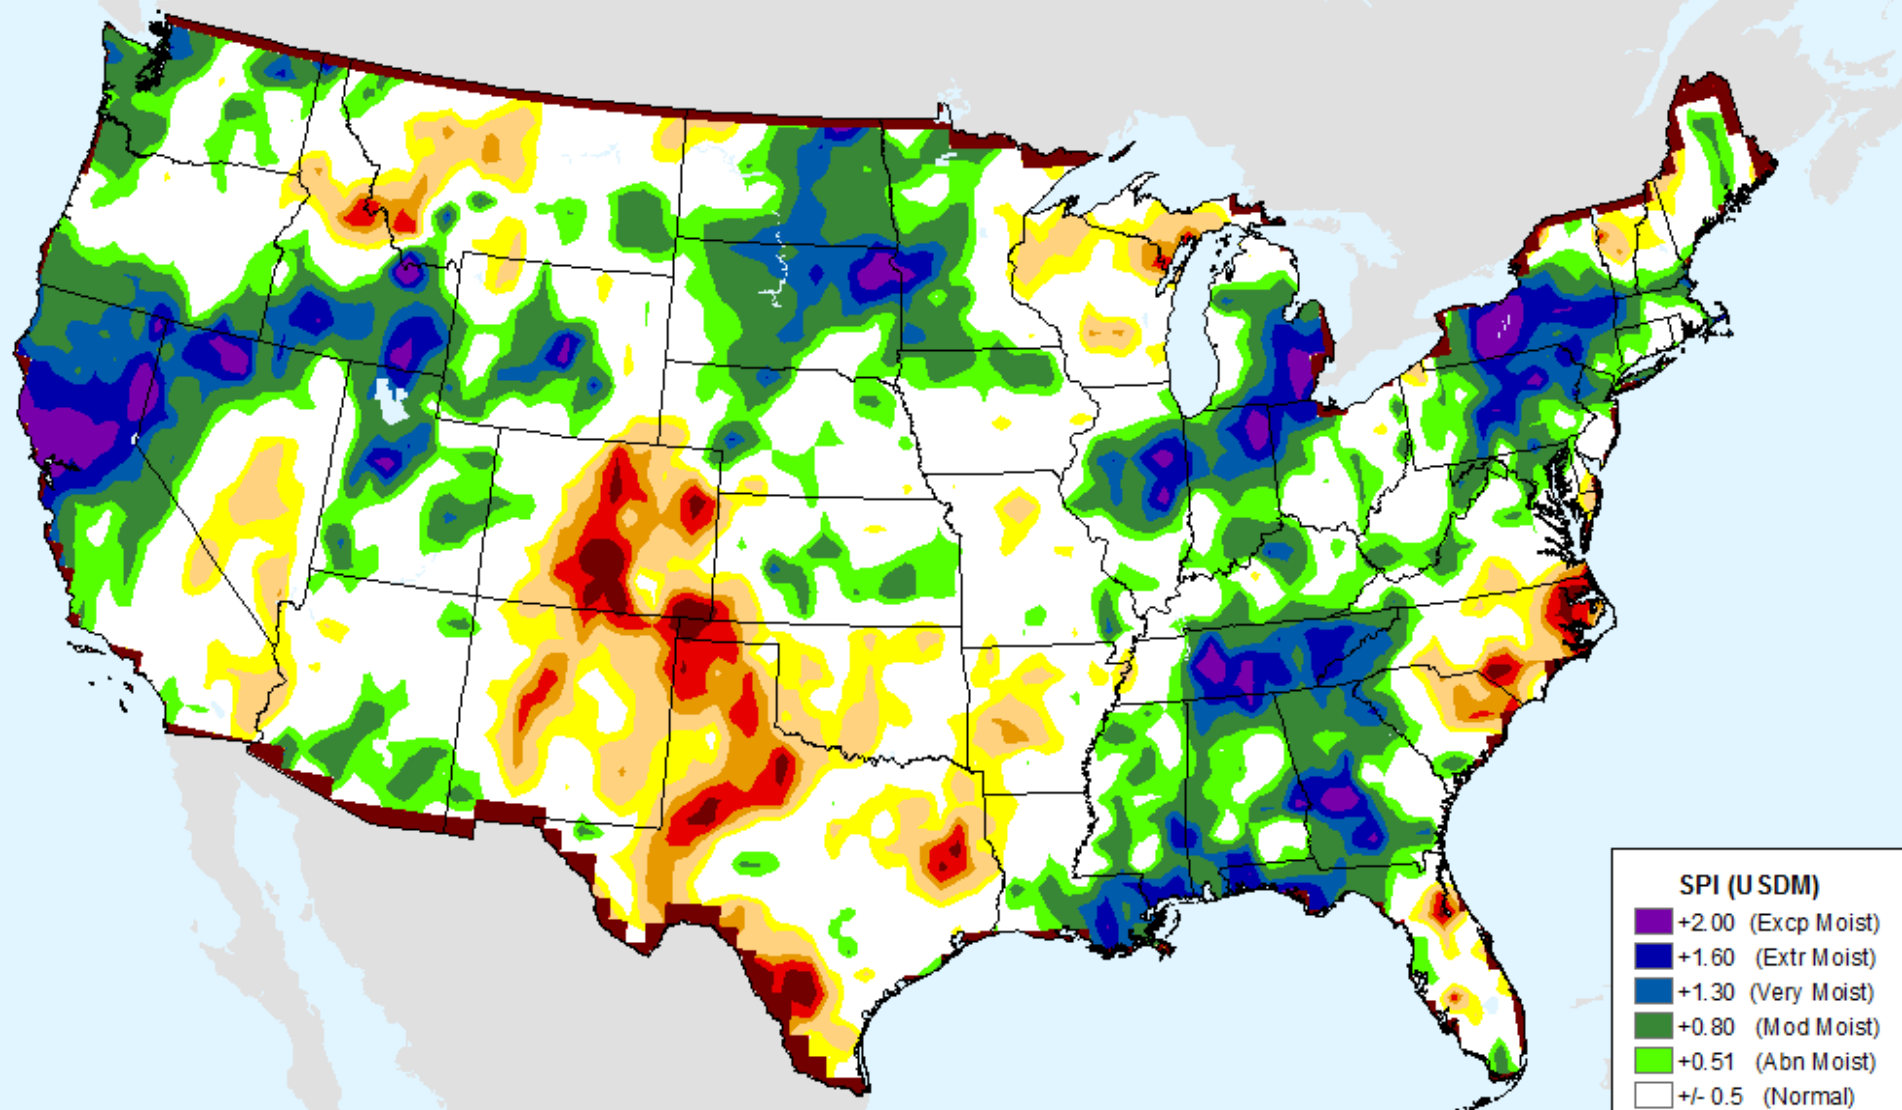 SPI (USDM)
+2.00 (Excp Moist)
+1.60 (Extr Moist)
+1.30 (Very Moist)
+0.80 (Mod Moist)
+0.51 (Abn Moist)
+/- 0.5 (Normal)